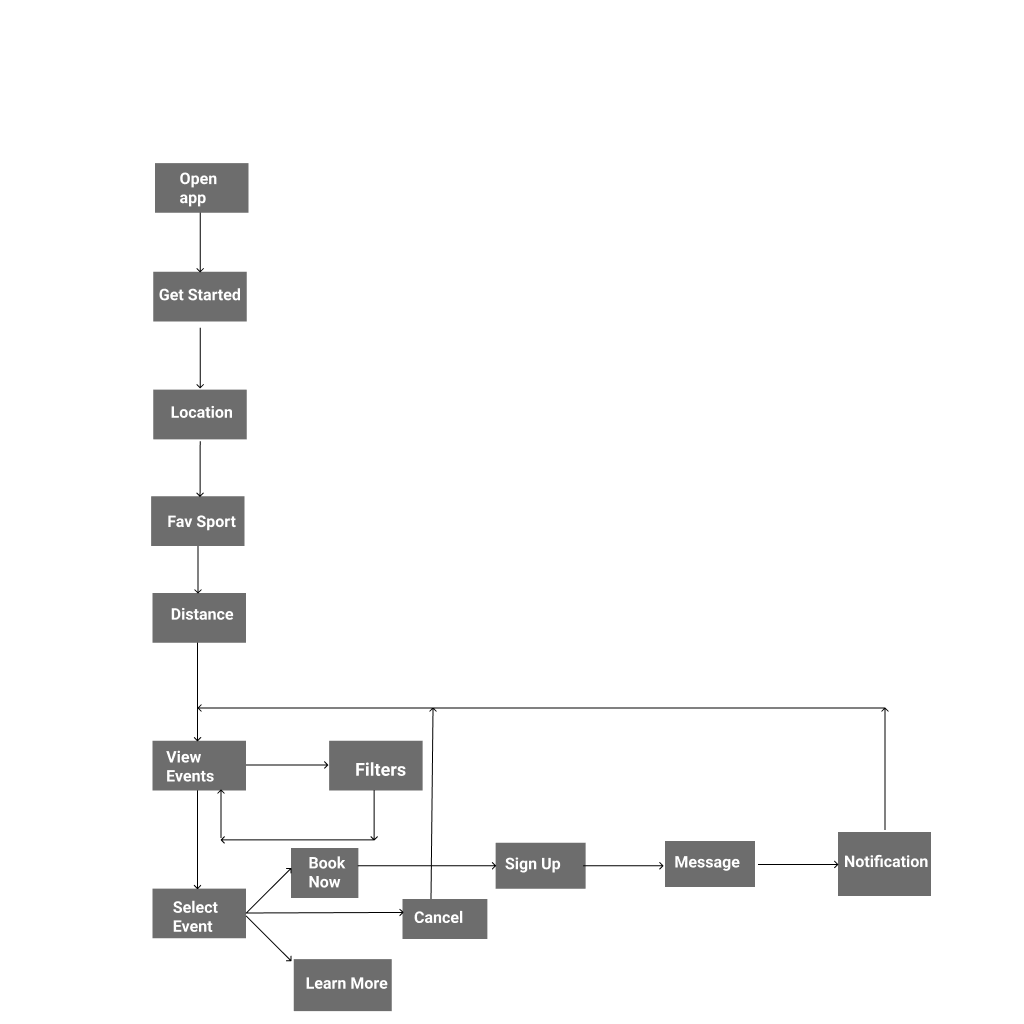 Open
app
Get Started
Location
Fav Sport
Distance
View
Events
Filters
Book
Now
Sign Up
Message
Notification
Select
Event
Cancel
Learn More